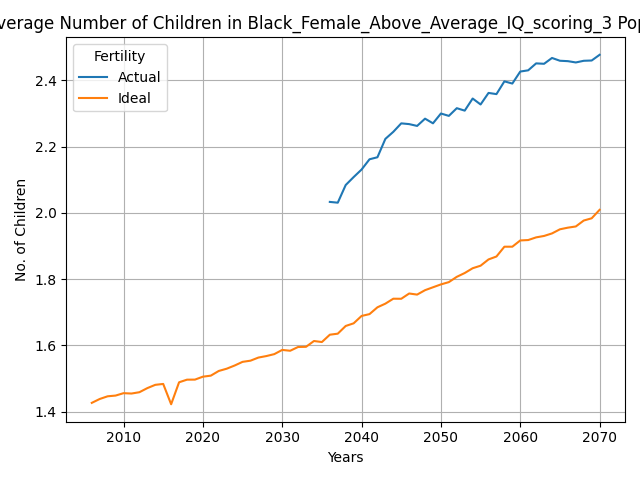 verage Number of Children in Black_Female_Above_Average_IQ_scoring_3 Pop
Fertility
Actual
Ideal
2.4
2.2
2.0
1.8
1.6
1.4
No. of Children
2010 2020 2030 2040 2050 2060 2070
Years